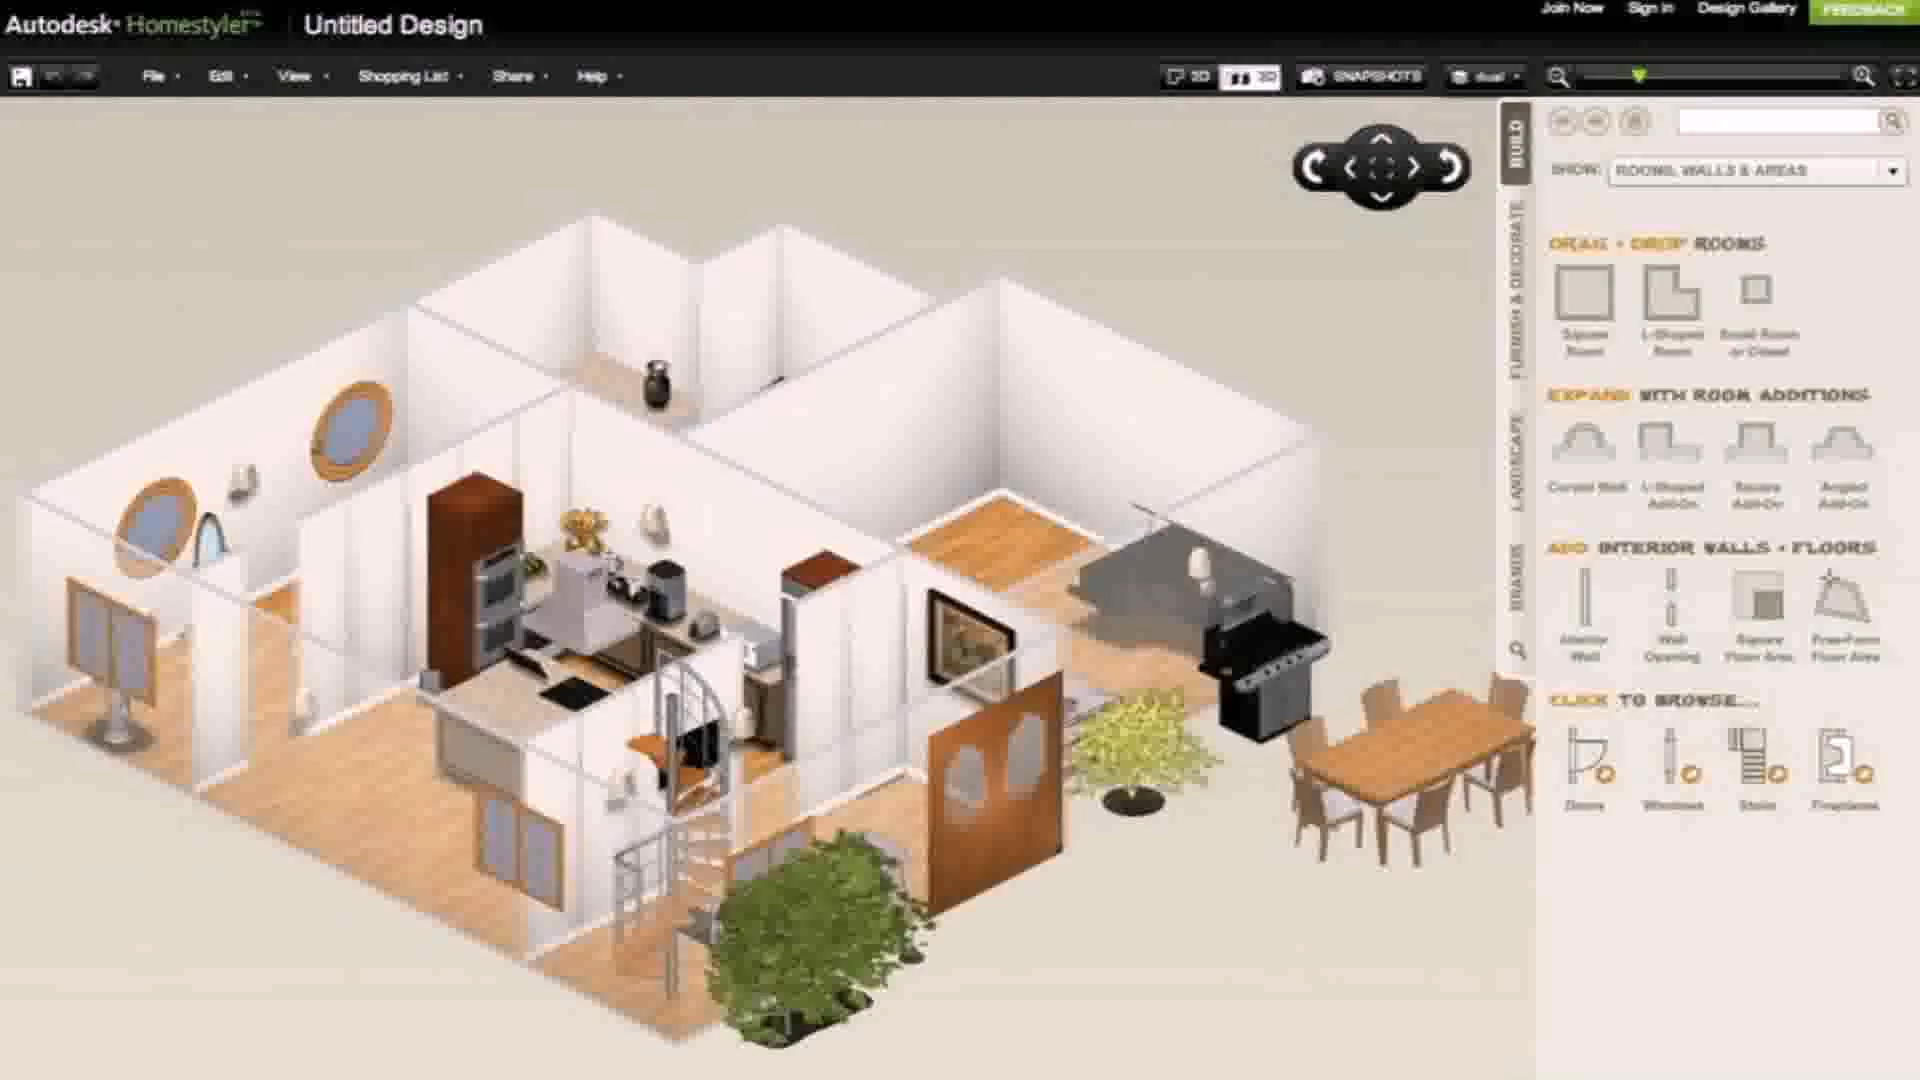 Autodesk Homestyler BETA
Untitled Design
Join Now Sign In Design Gallery FEEDBACK
File Edit View Shopping List Share Help
2D 3D SNAPSHOTS dual
BUILD
FURNISH & DECORATE
LANDSCAPE
BRANDS
SHOW: ROOMS, WALLS & AREAS
DRAG + DROP ROOMS
Square Room
L-Shaped Room
Small Room or Closet
EXPAND WITH ROOM ADDITIONS
Curved Wall
L-Shaped Add-On
Square Add-On
Angled Add-On
ADD INTERIOR WALLS + FLOORS
Interior Wall
Wall Opening
Square Floor Area
Free-Form Floor Area
CLICK TO BROWSE...
Doors
Windows
Stairs
Fireplaces